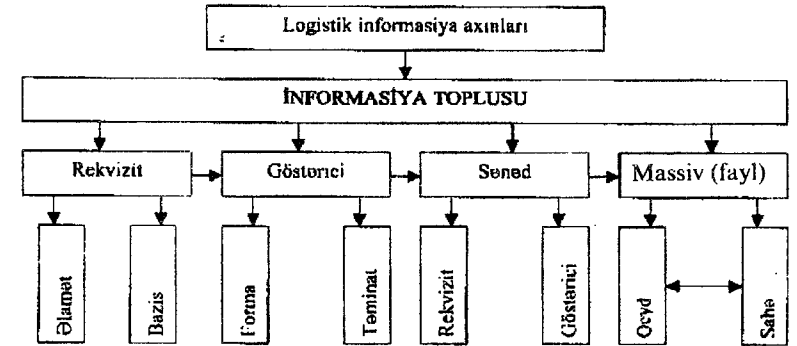 Logistik informasiya axınları
İNFORMASİYA TOPLUSU
Rekvizit
Göstərici
Sənəd
Massiv (fayl)
Əlamət
Bazis
Forma
Təminat
Rekvizit
Göstərici
Qeyd
Sahə